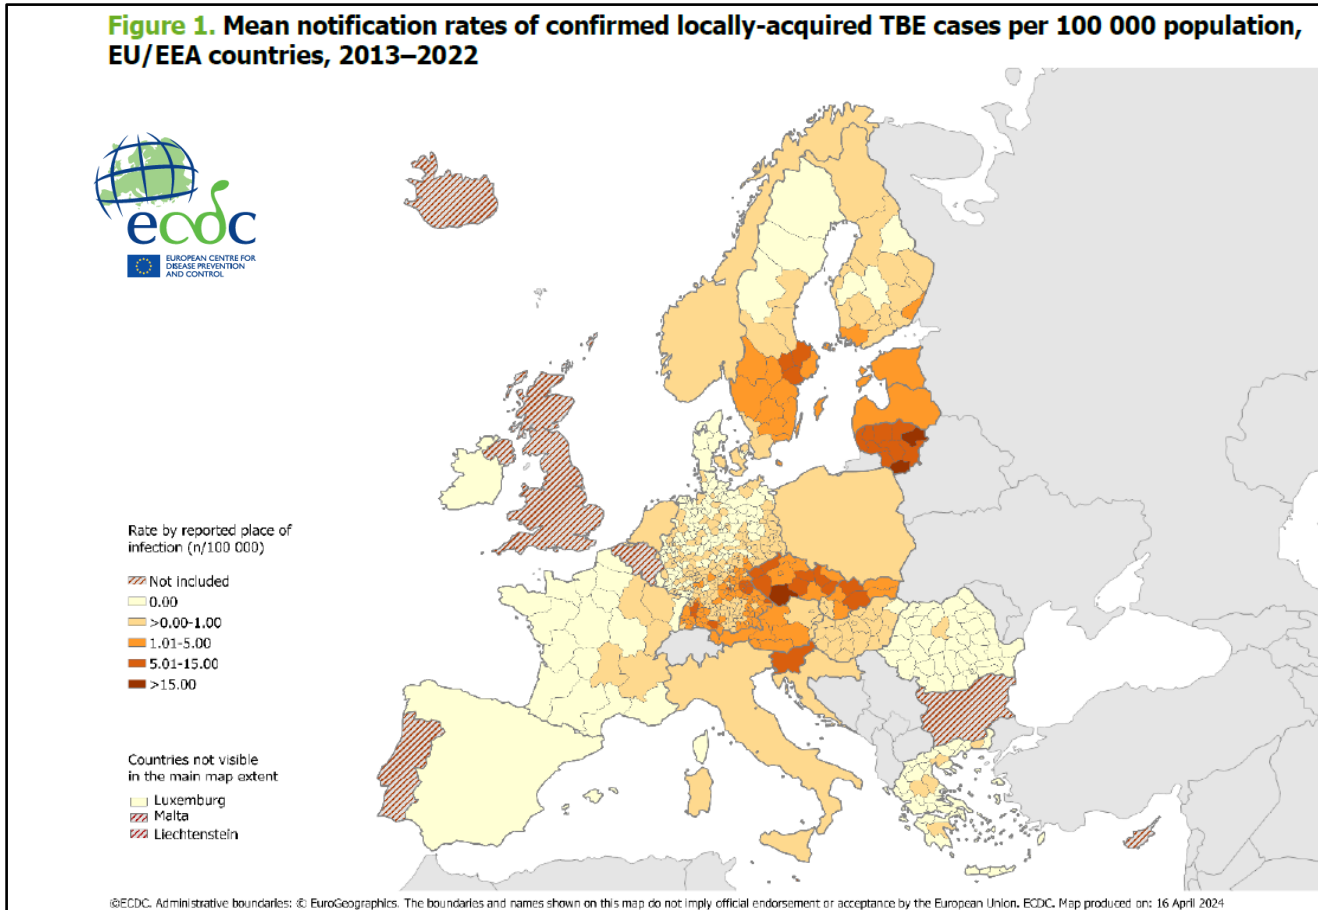 Figure 1. Mean notification rates of confirmed locally-acquired TBE cases per 100 000 population,
EU/EEA countries, 2013–2022
ecdc
EUROPEAN CENTRE FOR
DISEASE PREVENTION
AND CONTROL
Rate by reported place of
infection (n/100 000)
Not included
0.00
>0.00-1.00
1.01-5.00
5.01-15.00
>15.00
Countries not visible
in the main map extent
Luxemburg
Malta
Liechtenstein
©ECDC. Administrative boundaries: © EuroGeographics. The boundaries and names shown on this map do not imply official endorsement or acceptance by the European Union. ECDC. Map produced on: 16 April 2024